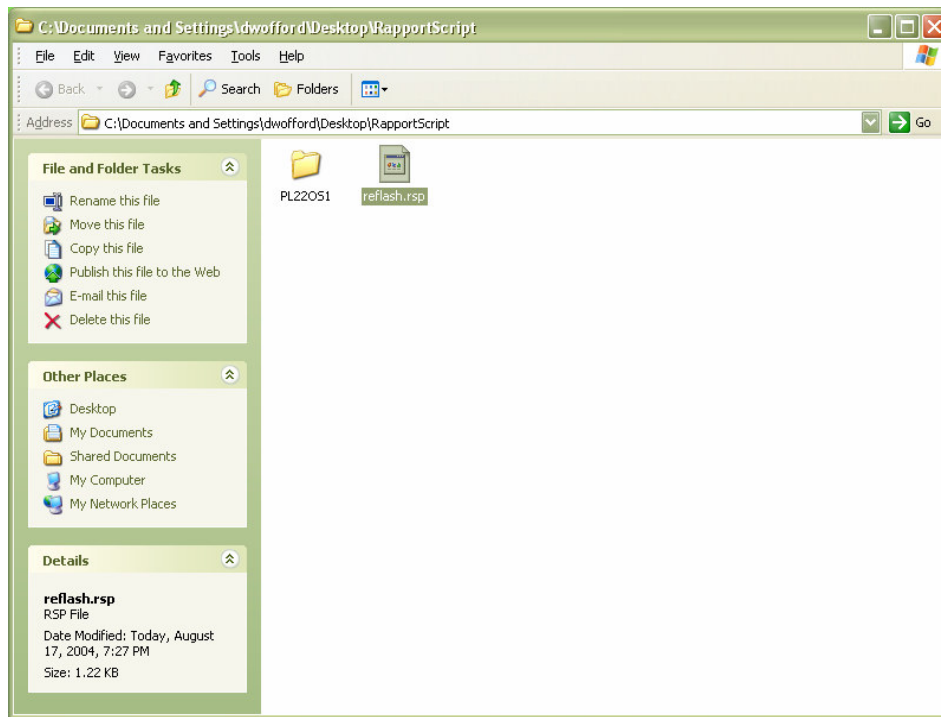 C:\Documents and Settings\dwofford\Desktop\RapportScript
File Edit View Favorites Tools Help
Back Search Folders
Address C:\Documents and Settings\dwofford\Desktop\RapportScript Go
File and Folder Tasks
Rename this file
Move this file
Copy this file
Publish this file to the Web
E-mail this file
Delete this file
PL22OS1 reflash.rsp
Other Places
Desktop
My Documents
Shared Documents
My Computer
My Network Places
Details
reflash.rsp
RSP File
Date Modified: Today, August
17, 2004, 7:27 PM
Size: 1.22 KB